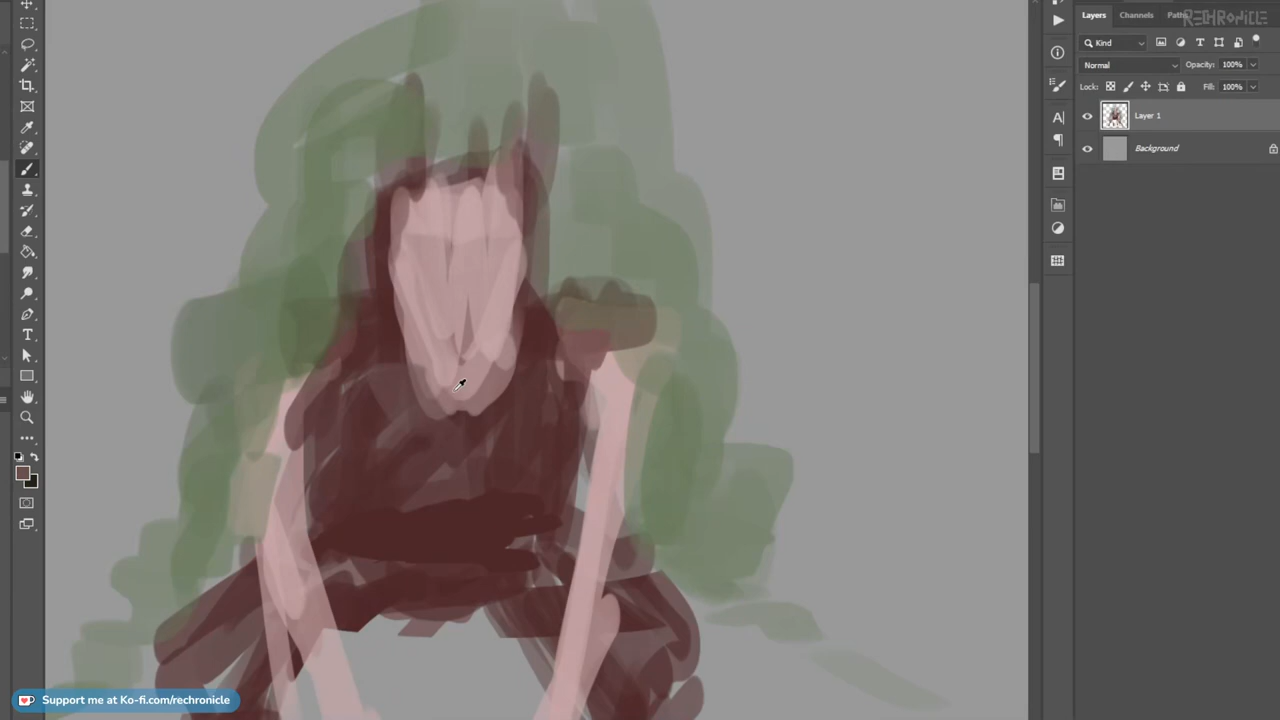 Layers Channels Paths
RECHRONICLE
Kind
Normal Opacity: 100%
Lock: Fill: 100%
Layer 1
Background
Support me at Ko-fi.com/rechronicle